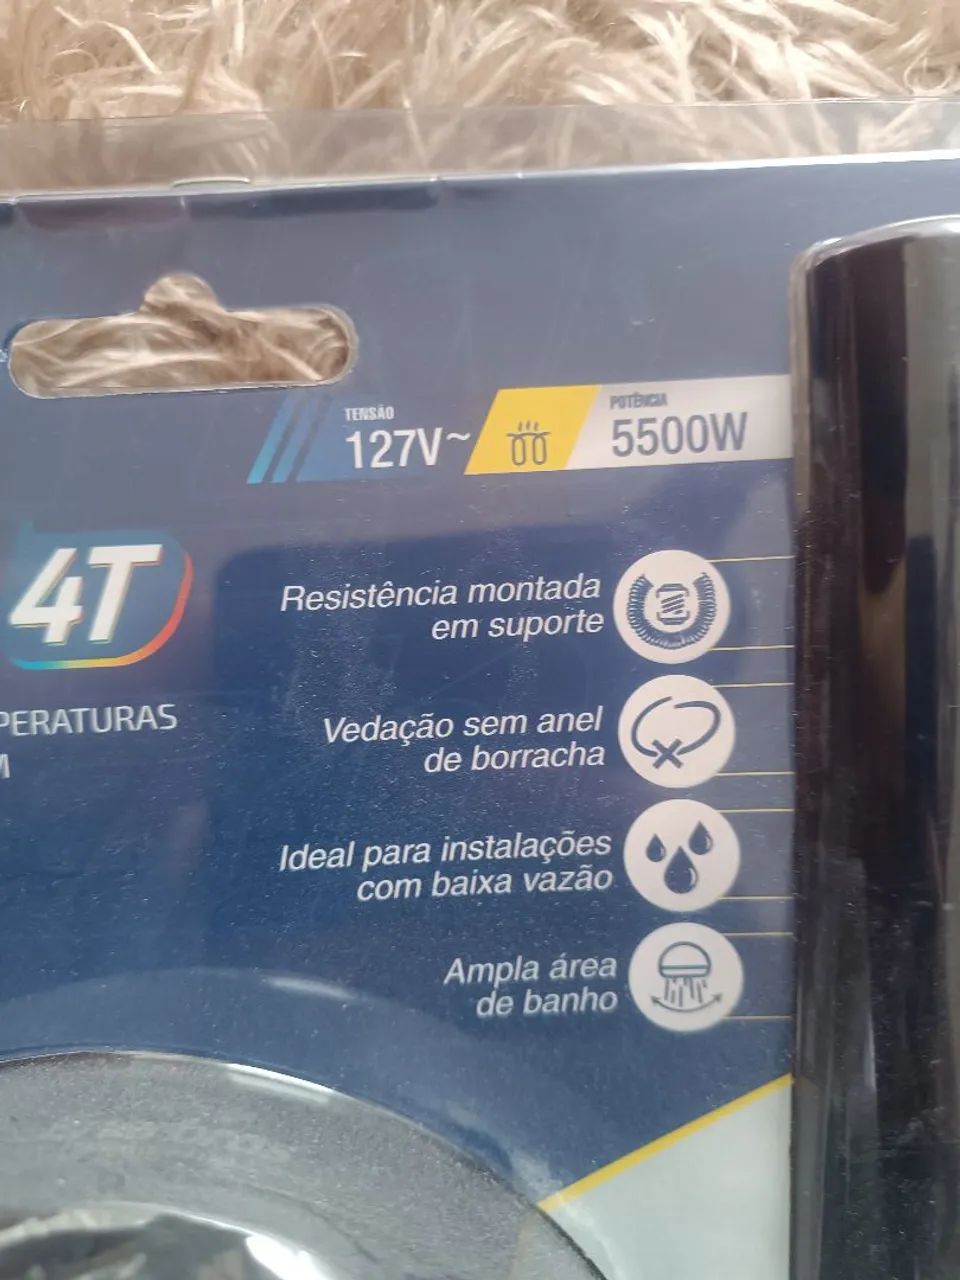 TENSÃO
127V~
POTÊNCIA
5500W
4T
PERATURAS
M
Resistência montada
em suporte
Vedação sem anel
de borracha
Ideal para instalações
com baixa vazão
Ampla área
de banho